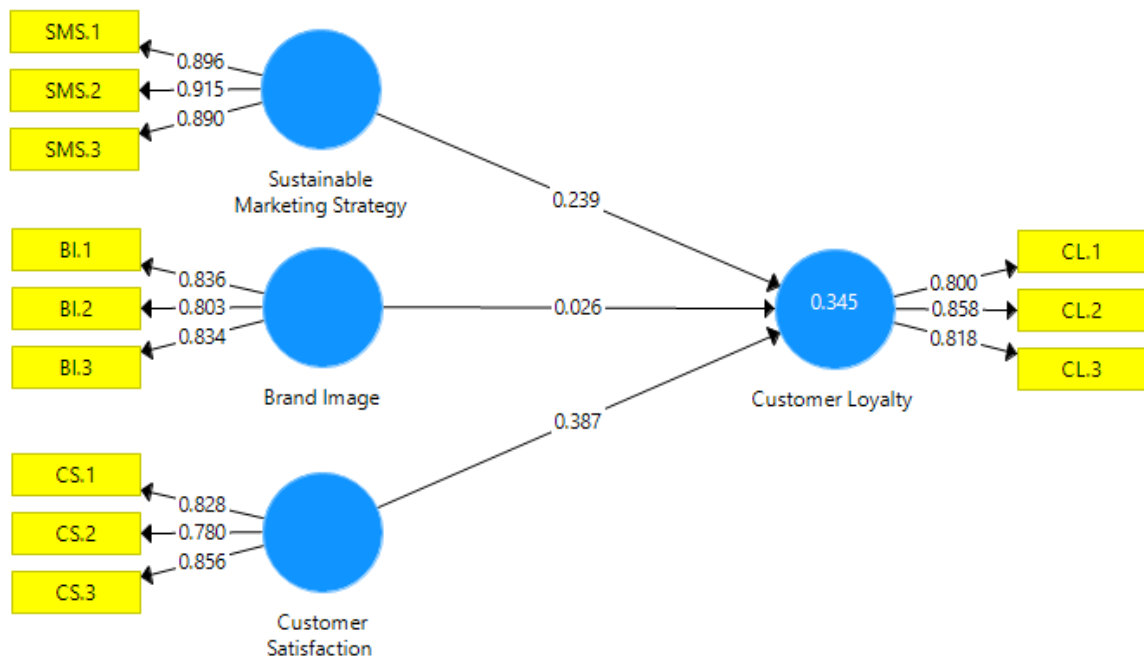 SMS.1
0.896
SMS.2
0.915
SMS.3
0.890
Sustainable
Marketing Strategy
0.239
BI.1
0.836
BI.2
0.803
BI.3
0.834
Brand Image
0.026
0.345
Customer Loyalty
CL.1
0.800
CL.2
0.858
CL.3
0.818
0.387
CS.1
0.828
CS.2
0.780
CS.3
0.856
Customer
Satisfaction